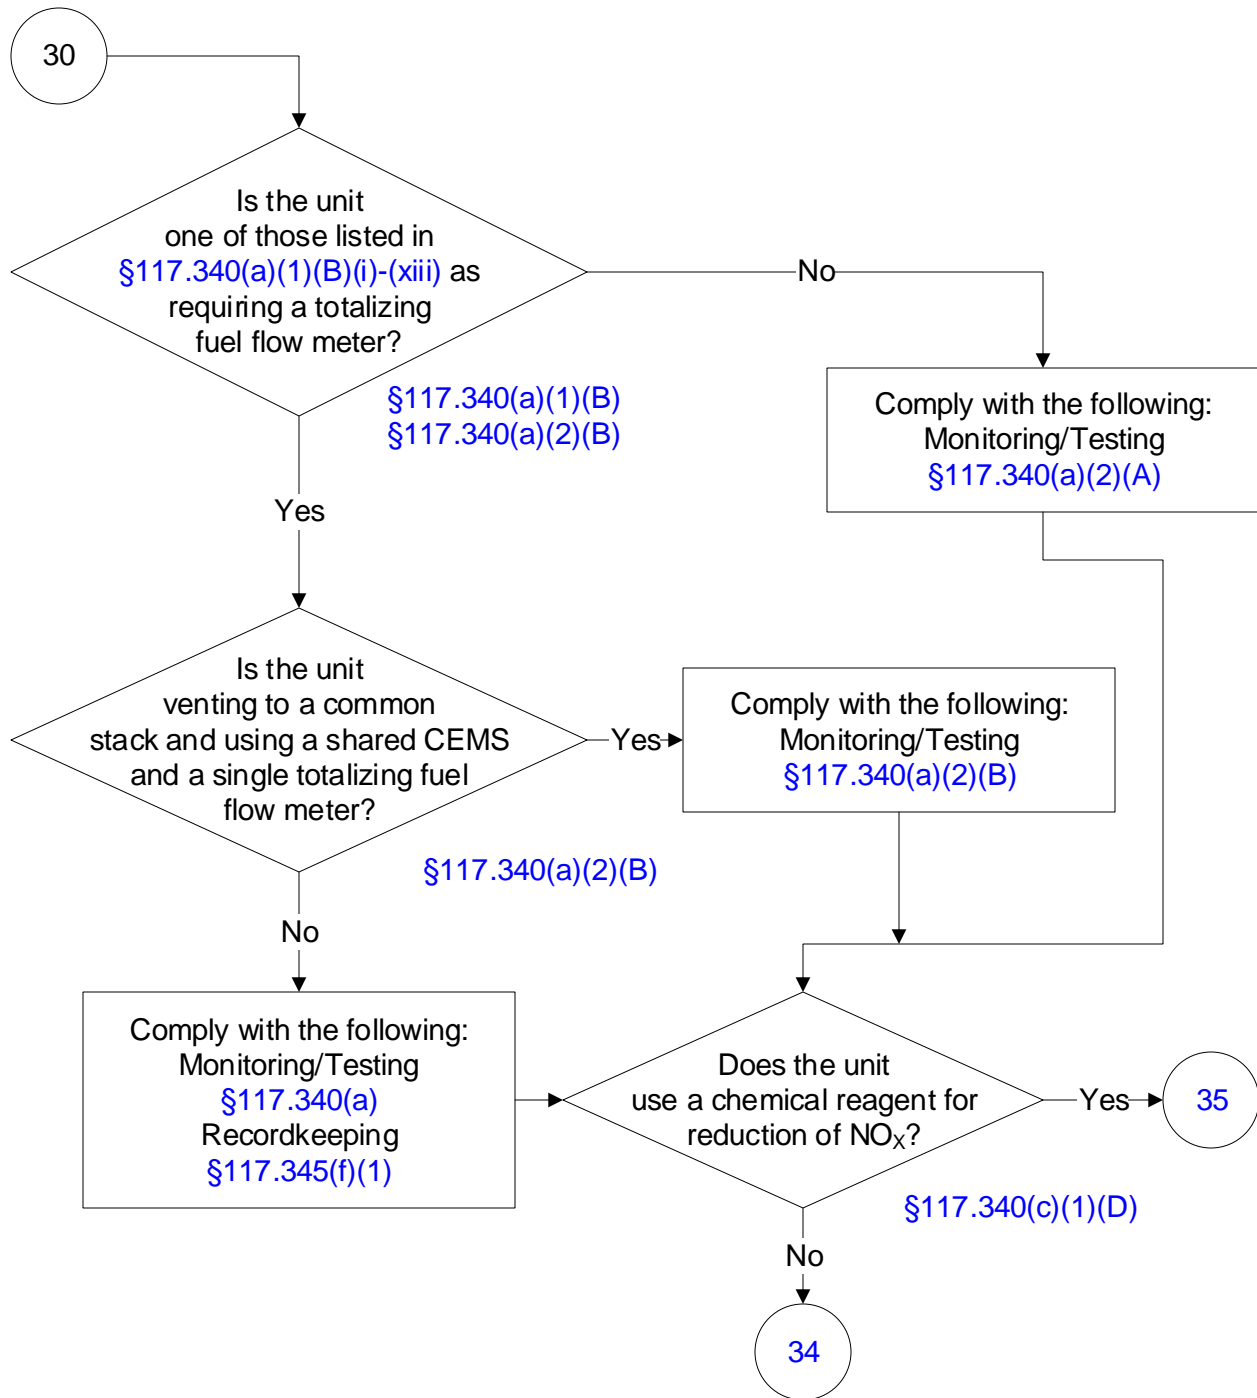 30
Is the unit
one of those listed in
§117.340(a)(1)(B)(i)-(xiii) as
requiring a totalizing
fuel flow meter?
No
§117.340(a)(1)(B)
§117.340(a)(2)(B)
Comply with the following:
Monitoring/Testing
§117.340(a)(2)(A)
Yes
Is the unit
venting to a common
stack and using a shared CEMS
and a single totalizing fuel
flow meter?
Yes
Comply with the following:
Monitoring/Testing
§117.340(a)(2)(B)
§117.340(a)(2)(B)
No
Comply with the following:
Monitoring/Testing
§117.340(a)
Recordkeeping
§117.345(f)(1)
Does the unit
use a chemical reagent for
reduction of NOX?
Yes
35
§117.340(c)(1)(D)
No
34